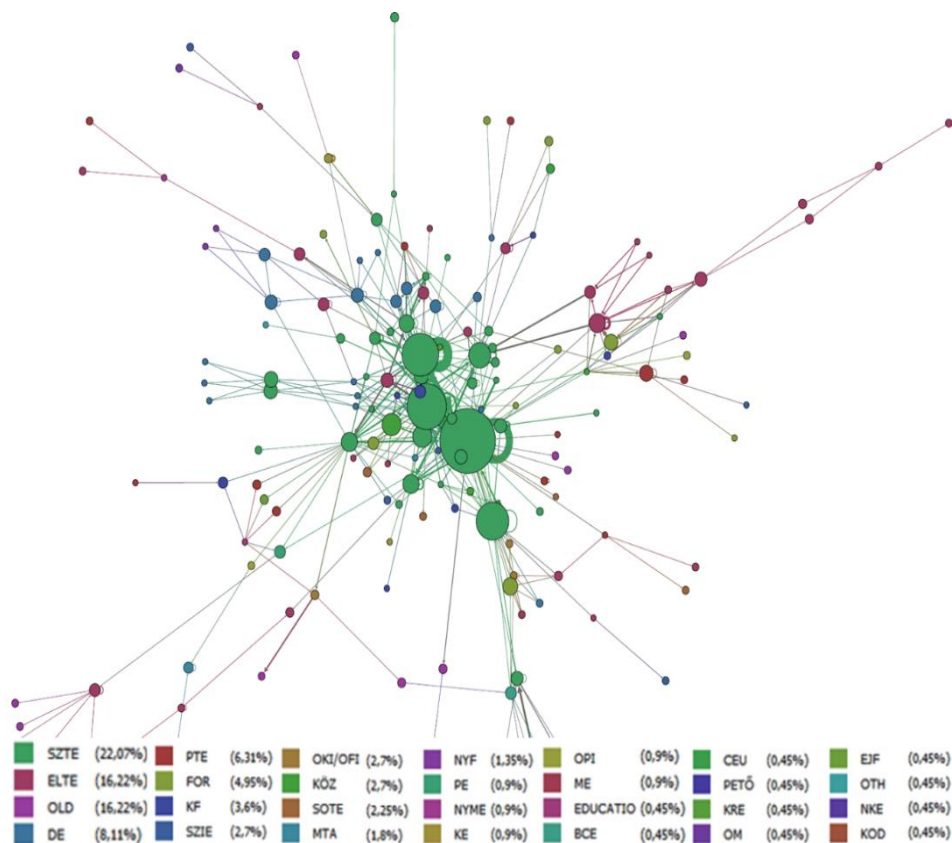 SZTE (22,07%) PTE (6,31%) OKI/OFI (2,7%) NYF (1,35%) OPI (0,9%) CEU (0,45%) EJF (0,45%)
ELTE (16,22%) FOR (4,95%) KÖZ (2,7%) PE (0,9%) ME (0,9%) PETŐ (0,45%) OTH (0,45%)
OLD (16,22%) KF (3,6%) SOTE (2,25%) NYME (0,9%) EDUCATIO (0,45%) KRE (0,45%) NKE (0,45%)
DE (8,11%) SZIE (2,7%) MTA (1,8%) KE (0,9%) BCE (0,45%) OM (0,45%) KOD (0,45%)